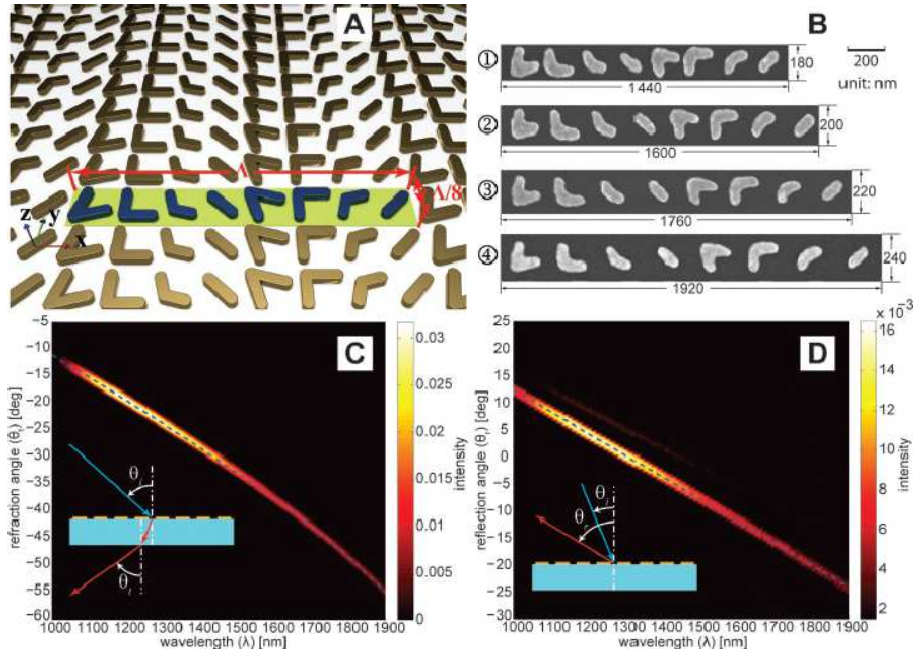 A
Λ
Λ/8
z
y
x
B
①
180
1 440
200
unit: nm
②
200
1600
③
220
1760
④
240
1920
C
-5
-10
-15
-20
-25
-30
-35
-40
-45
-50
-55
-60
refraction angle (θt) [deg]
θi
θt
1000 1100 1200 1300 1400 1500 1600 1700 1800 1900
wavelength (λ) [nm]
0.03
0.025
0.02
0.015
0.01
0.005
0
intensity
D
25
20
15
10
5
0
-5
-10
-15
-20
-25
-30
reflection angle (θr) [deg]
θi
θr
1000 1100 1200 1300 1400 1500 1600 1700 1800 1900
wavelength (λ) [nm]
× 10⁻³
16
14
12
10
8
6
4
2
intensity